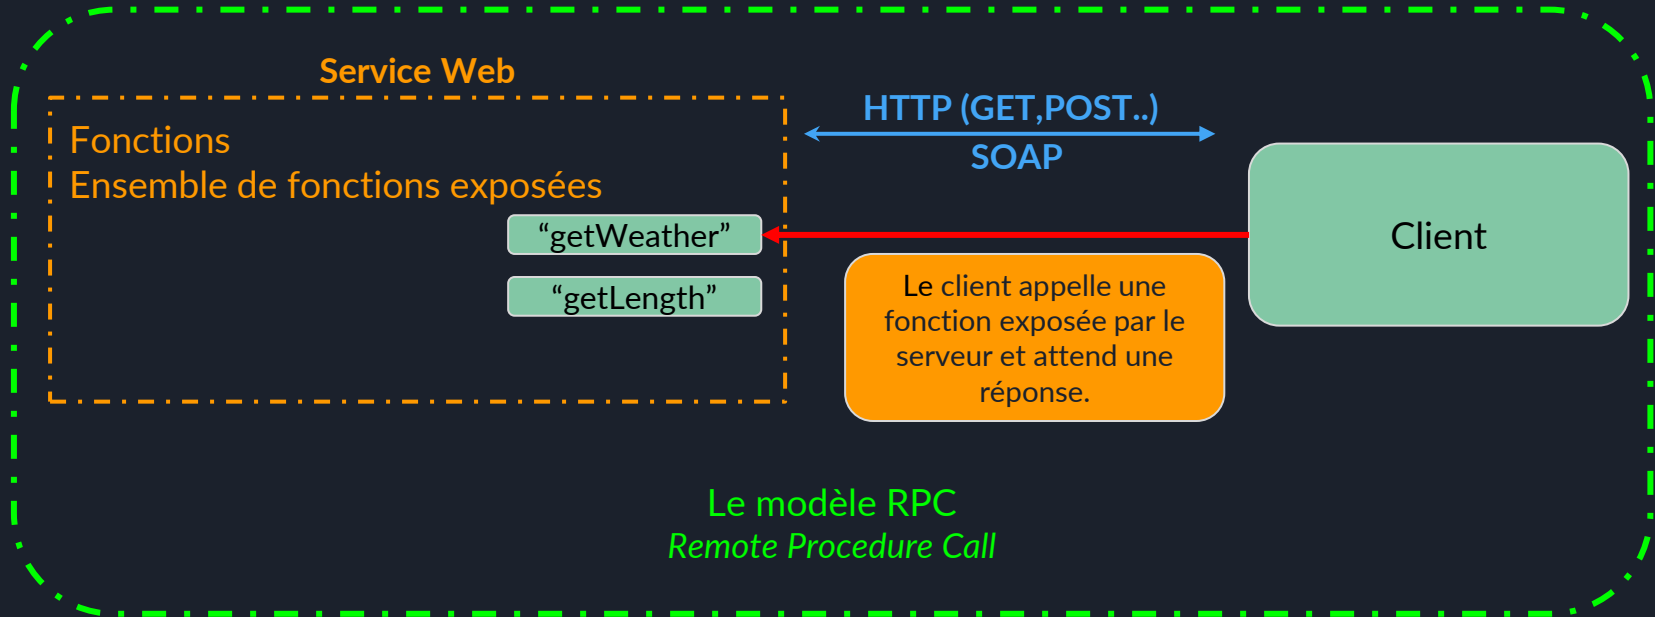 Service Web
Fonctions
Ensemble de fonctions exposées
“getWeather”
“getLength”
HTTP (GET,POST..)
SOAP
Client
Le client appelle une
fonction exposée par le
serveur et attend une
réponse.
Le modèle RPC
Remote Procedure Call